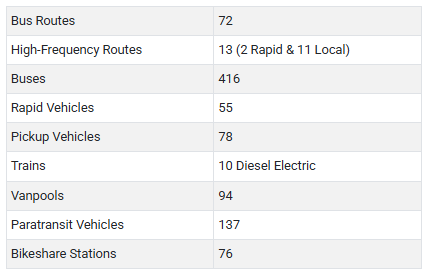 Bus Routes 72
High-Frequency Routes 13 (2 Rapid & 11 Local)
Buses 416
Rapid Vehicles 55
Pickup Vehicles 78
Trains 10 Diesel Electric
Vanpools 94
Paratransit Vehicles 137
Bikeshare Stations 76